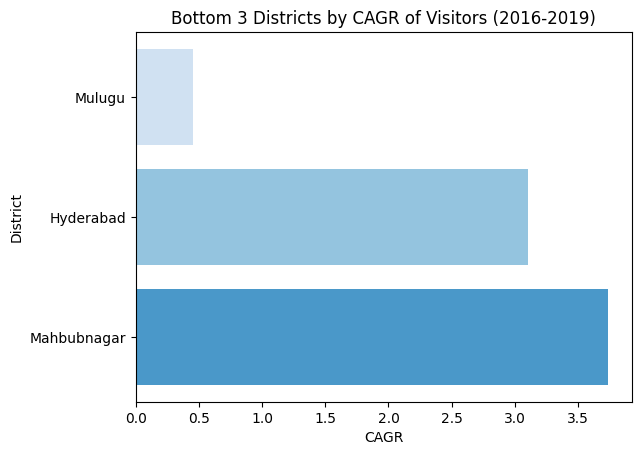 Bottom 3 Districts by CAGR of Visitors (2016-2019)
District
Mulugu
Hyderabad
Mahbubnagar
0.0 0.5 1.0 1.5 2.0 2.5 3.0 3.5
CAGR